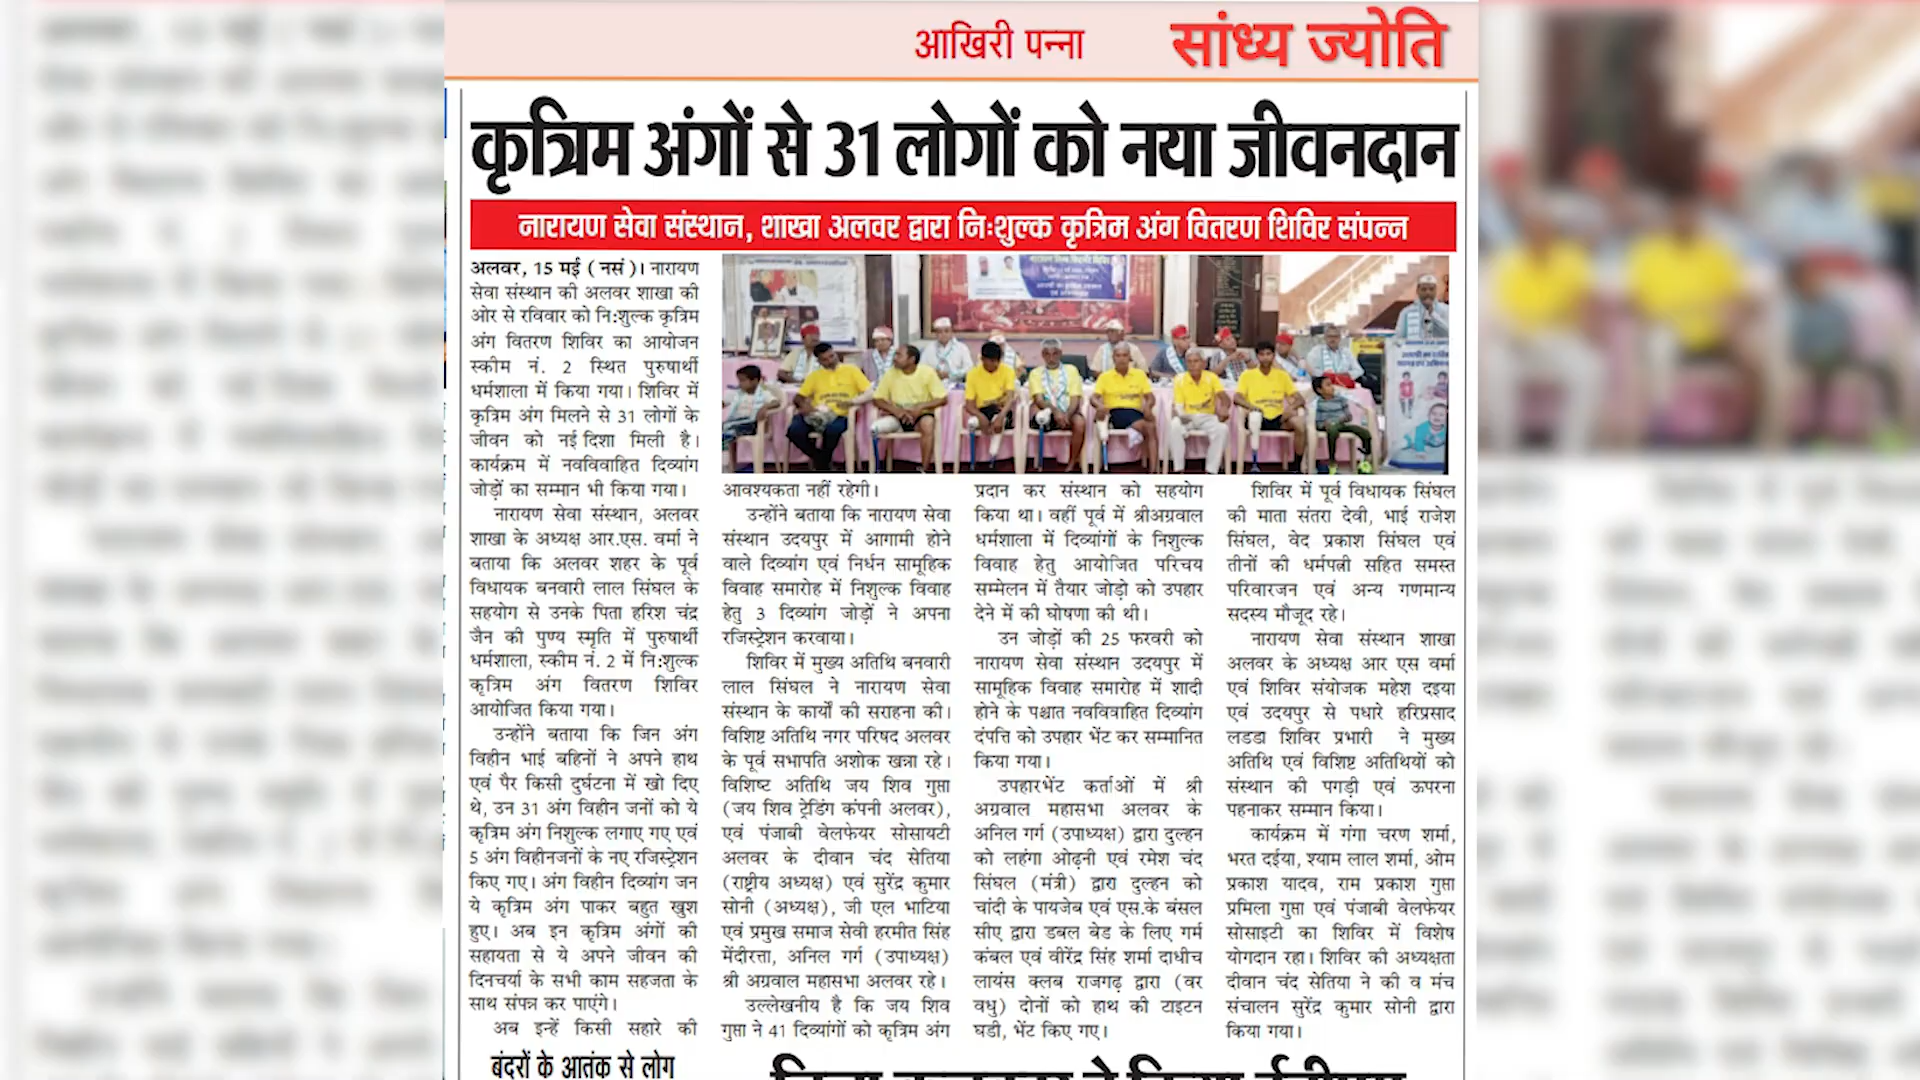 आखिरी पन्ना
सांध्य ज्योति
कृत्रिम अंगों से 31 लोगों को नया जीवनदान
नारायण सेवा संस्थान, शाखा अलवर द्वारा निःशुल्क कृत्रिम अंग वितरण शिविर संपन्न
अलवर, 15 मई ( नसं )। नारायण
सेवा संस्थान की अलवर शाखा की
ओर से रविवार को नि:शुल्क कृत्रिम
अंग वितरण शिविर का आयोजन
स्कीम नं. 2 स्थित पुरुषार्थी
धर्मशाला में किया गया। शिविर में
कृत्रिम अंग मिलने से 31 लोगों के
जीवन को नई दिशा मिली है।
कार्यक्रम में नवविवाहित दिव्यांग
जोड़ों का सम्मान भी किया गया।
नारायण सेवा संस्थान, अलवर
शाखा के अध्यक्ष आर.एस. वर्मा ने
बताया कि अलवर शहर के पूर्व
विधायक बनवारी लाल सिंघल के
सहयोग से उनके पिता हरिश चंद्र
जैन की पुण्य स्मृति में पुरुषार्थी
धर्मशाला, स्कीम नं. 2 में नि:शुल्क
कृत्रिम अंग वितरण शिविर
आयोजित किया गया।
उन्होंने बताया कि जिन अंग
विहीन भाई बहिनों ने अपने हाथ
एवं पैर किसी दुर्घटना में खो दिए
थे, उन 31 अंग विहीन जनों को ये
कृत्रिम अंग निशुल्क लगाए गए एवं
5 अंग विहीनजनों के नए रजिस्ट्रेशन
किए गए। अंग विहीन दिव्यांग जन
ये कृत्रिम अंग पाकर बहुत खुश
हुए। अब इन कृत्रिम अंगों की
सहायता से ये अपने जीवन की
दिनचर्या के सभी काम सहजता के
साथ संपन्न कर पाएंगे।
अब इन्हें किसी सहारे की
आवश्यकता नहीं रहेगी।
उन्होंने बताया कि नारायण सेवा
संस्थान उदयपुर में आगामी होने
वाले दिव्यांग एवं निर्धन सामूहिक
विवाह समारोह में निशुल्क विवाह
हेतु 3 दिव्यांग जोड़ों ने अपना
रजिस्ट्रेशन करवाया।
शिविर में मुख्य अतिथि बनवारी
लाल सिंघल ने नारायण सेवा
संस्थान के कार्यों की सराहना की।
विशिष्ट अतिथि नगर परिषद अलवर
के पूर्व सभापति अशोक खन्ना रहे।
विशिष्ट अतिथि जय शिव गुप्ता
(जय शिव ट्रेडिंग कंपनी अलवर),
एवं पंजाबी वेलफेयर सोसायटी
अलवर के दीवान चंद सेतिया
(राष्ट्रीय अध्यक्ष) एवं सुरेंद्र कुमार
सोनी (अध्यक्ष), जी एल भाटिया
एवं प्रमुख समाज सेवी हरमीत सिंह
मेंदीरत्ता, अनिल गर्ग (उपाध्यक्ष)
श्री अग्रवाल महासभा अलवर रहे।
उल्लेखनीय है कि जय शिव
गुप्ता ने 41 दिव्यांगों को कृत्रिम अंग
प्रदान कर संस्थान को सहयोग
किया था। वहीं पूर्व में श्रीअग्रवाल
धर्मशाला में दिव्यांगों के निशुल्क
विवाह हेतु आयोजित परिचय
सम्मेलन में तैयार जोड़ो को उपहार
देने में की घोषणा की थी।
उन जोड़ों की 25 फरवरी को
नारायण सेवा संस्थान उदयपुर में
सामूहिक विवाह समारोह में शादी
होने के पश्चात नवविवाहित दिव्यांग
दंपत्ति को उपहार भेंट कर सम्मानित
किया गया।
उपहारभेंट कर्ताओं में श्री
अग्रवाल महासभा अलवर के
अनिल गर्ग (उपाध्यक्ष) द्वारा दुल्हन
को लहंगा ओढ़नी एवं रमेश चंद
सिंघल (मंत्री) द्वारा दुल्हन को
चांदी के पायजेब एवं एस.के बंसल
सीए द्वारा डबल बेड के लिए गर्म
कंबल एवं वीरेंद्र सिंह शर्मा दाधीच
लायंस क्लब राजगढ़ द्वारा (वर
वधु) दोनों को हाथ की टाइटन
घडी, भेंट किए गए।
शिविर में पूर्व विधायक सिंघल
की माता संतरा देवी, भाई राजेश
सिंघल, वेद प्रकाश सिंघल एवं
तीनों की धर्मपत्नी सहित समस्त
परिवारजन एवं अन्य गणमान्य
सदस्य मौजूद रहे।
नारायण सेवा संस्थान शाखा
अलवर के अध्यक्ष आर एस वर्मा
एवं शिविर संयोजक महेश दइया
एवं उदयपुर से पधारे हरिप्रसाद
लडडा शिविर प्रभारी ने मुख्य
अतिथि एवं विशिष्ट अतिथियों को
संस्थान की पगड़ी एवं ऊपरना
पहनाकर सम्मान किया।
कार्यक्रम में गंगा चरण शर्मा,
भरत दईया, श्याम लाल शर्मा, ओम
प्रकाश यादव, राम प्रकाश गुप्ता
प्रमिला गुप्ता एवं पंजाबी वेलफेयर
सोसाइटी का शिविर में विशेष
योगदान रहा। शिविर की अध्यक्षता
दीवान चंद सेतिया ने की व मंच
संचालन सुरेंद्र कुमार सोनी द्वारा
किया गया।
बंदरों के आतंक से लोग